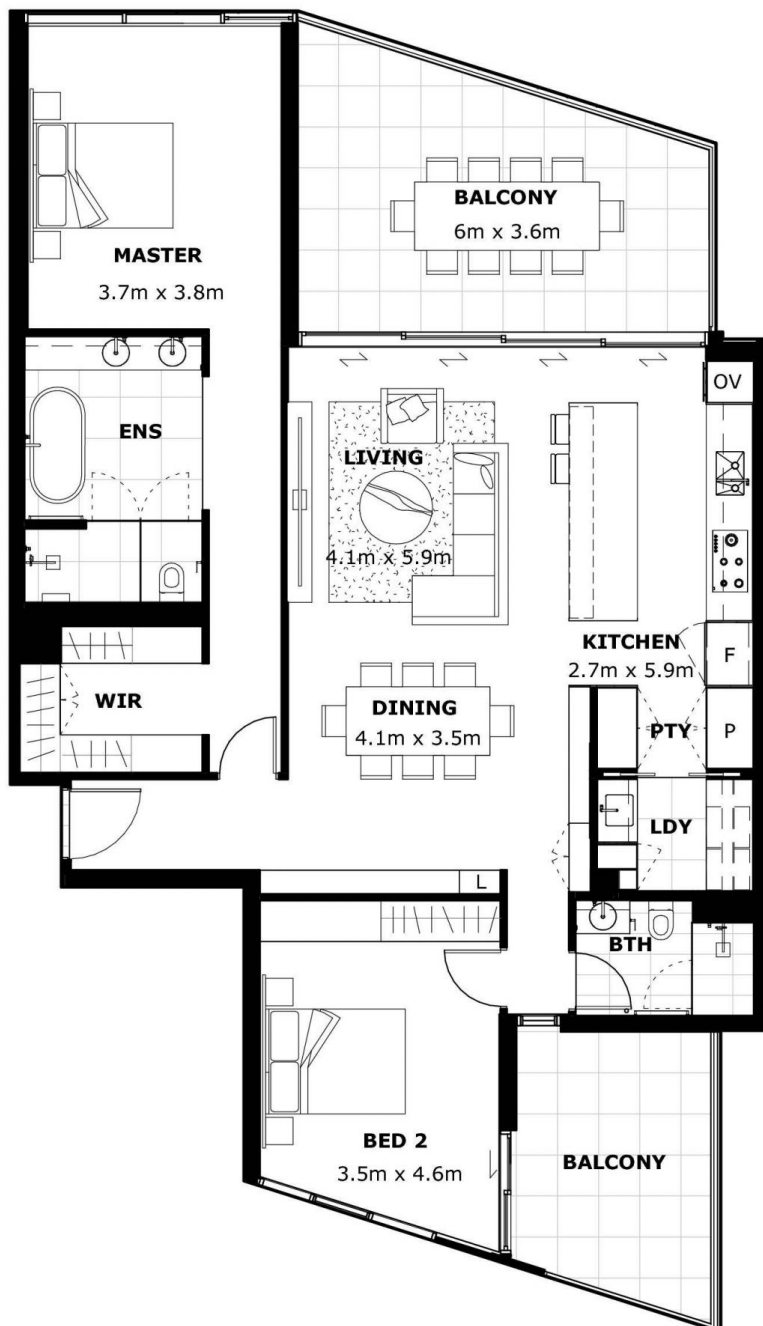 BALCONY
6m x 3.6m
MASTER
3.7m x 3.8m
OV
ENS
LIVING
4.1m x 5.9m
KITCHEN
2.7m x 5.9m
F
WIR
DINING
4.1m x 3.5m
PTY
P
LDY
L
BTH
BED 2
3.5m x 4.6m
BALCONY